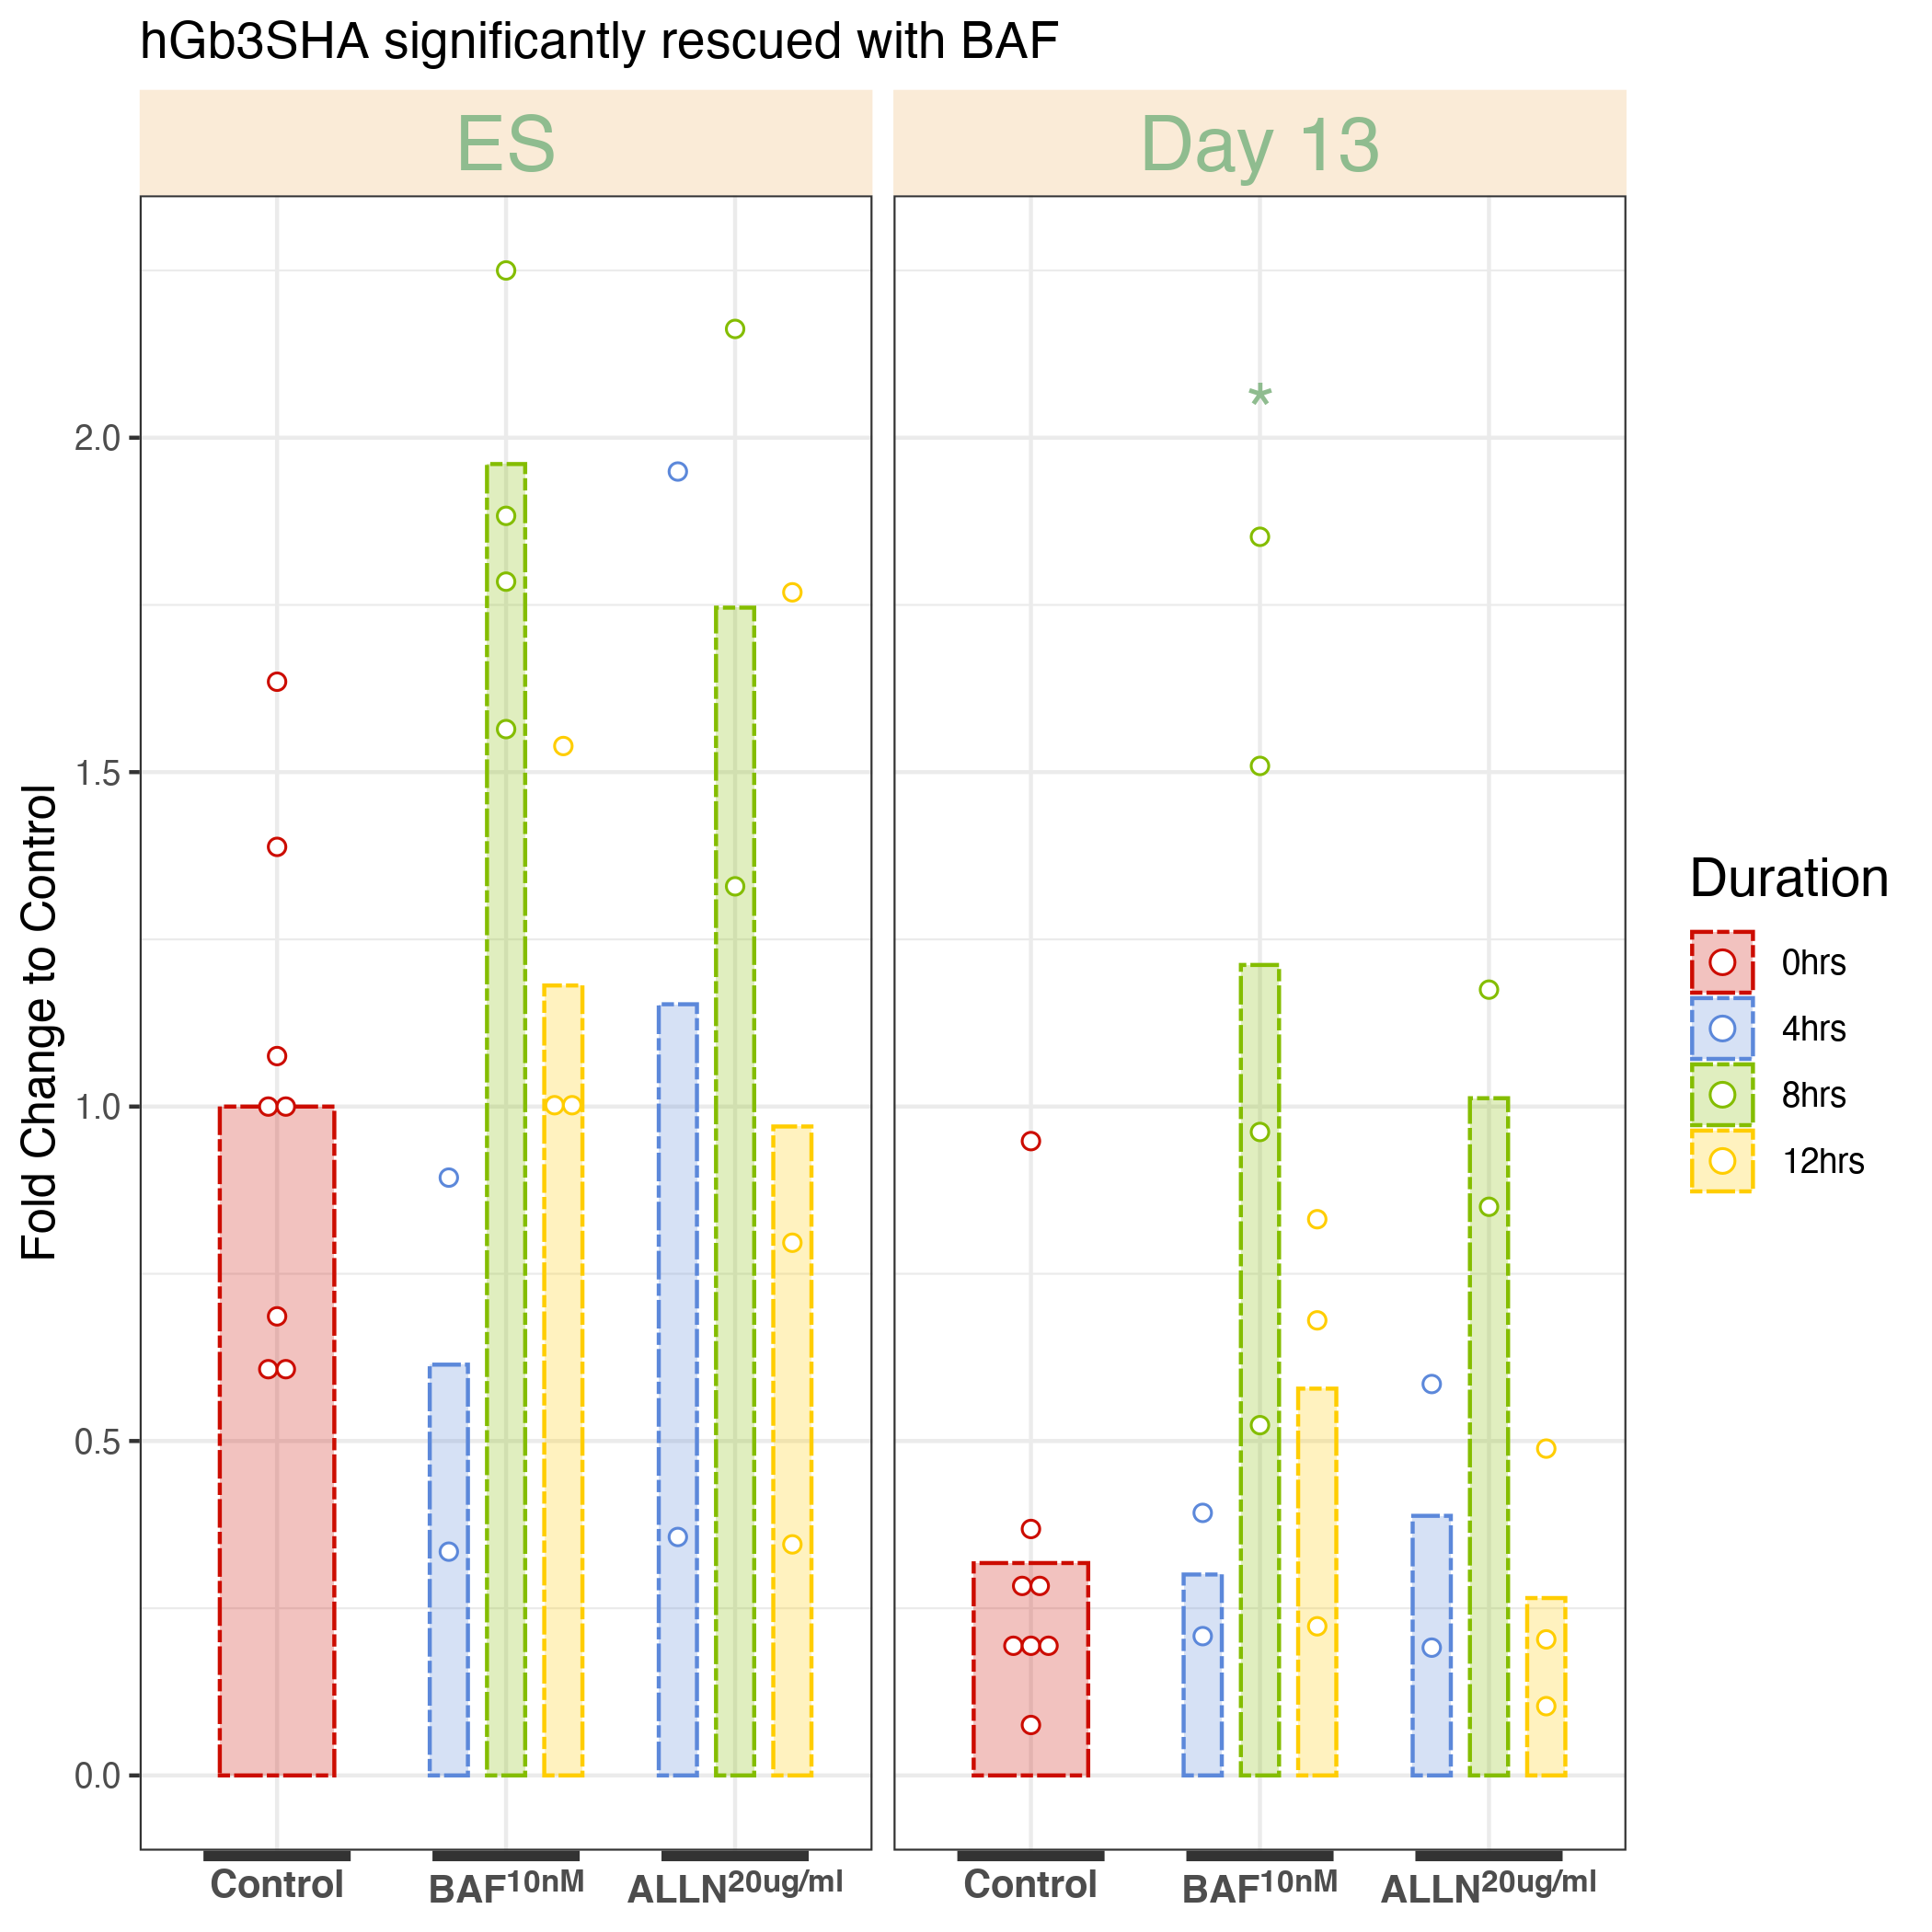 hGb3SHA significantly rescued with BAF
ES
Day 13
*
Fold Change to Control
2.0
1.5
1.0
0.5
0.0
Control
BAF10nM
ALLN20ug/ml
Control
BAF10nM
ALLN20ug/ml
Duration
0hrs
4hrs
8hrs
12hrs